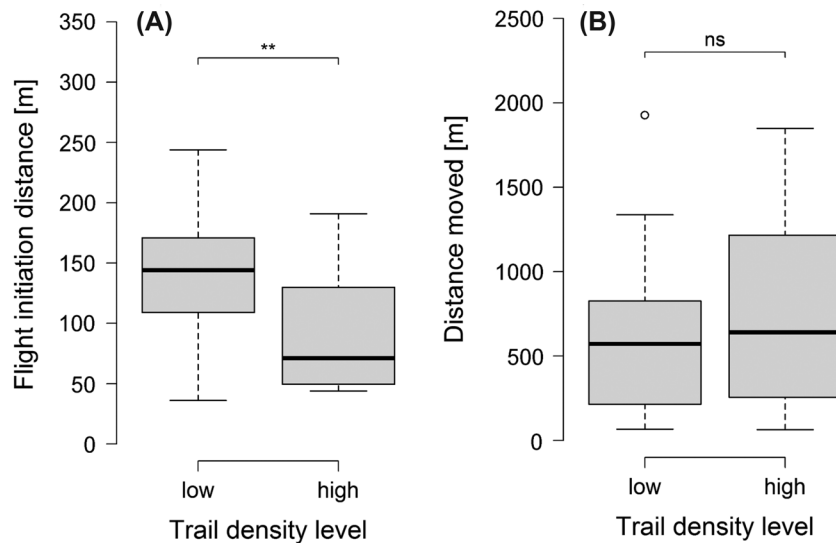 (A)
Flight initiation distance [m]
350
300
250
200
150
100
50
0
**
low
high
Trail density level
(B)
Distance moved [m]
2500
2000
1500
1000
500
0
ns
low
high
Trail density level